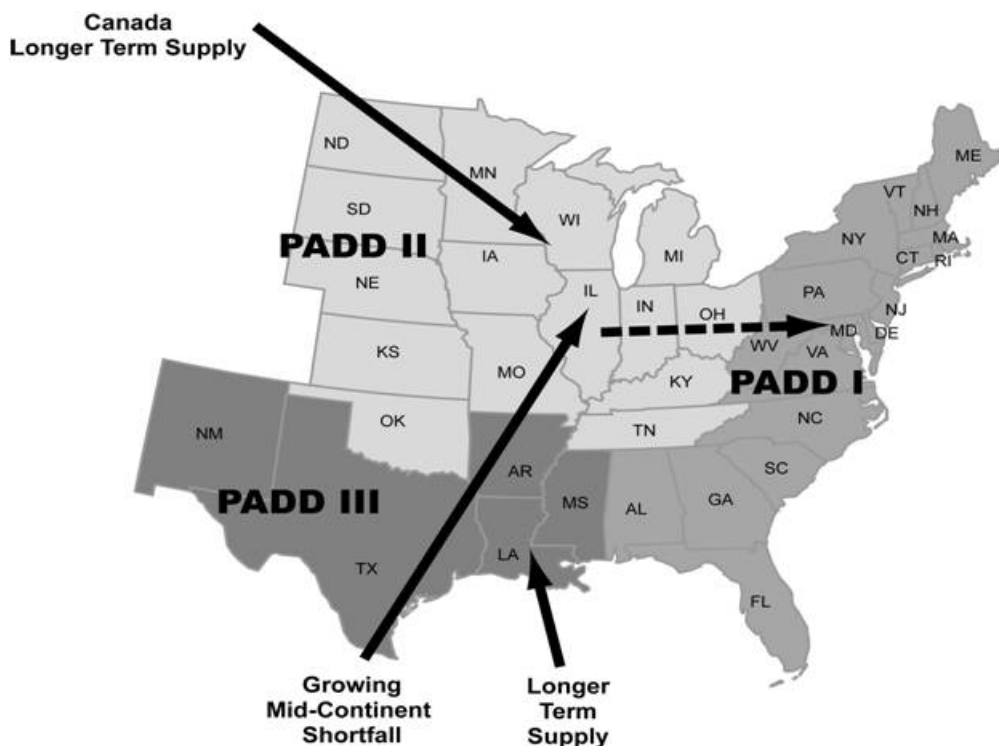 Canada
Longer Term Supply
ND
MN
ME
VT
NH
SD
WI
NY
MA
PADD II
IA
MI
CT
RI
NE
IL
IN
OH
PA
NJ
MD
DE
WV
KS
VA
MO
KY
PADD I
NM
OK
TN
NC
AR
SC
PADD III
MS
AL
GA
LA
TX
FL
Growing
Mid-Continent
Shortfall
Longer
Term
Supply